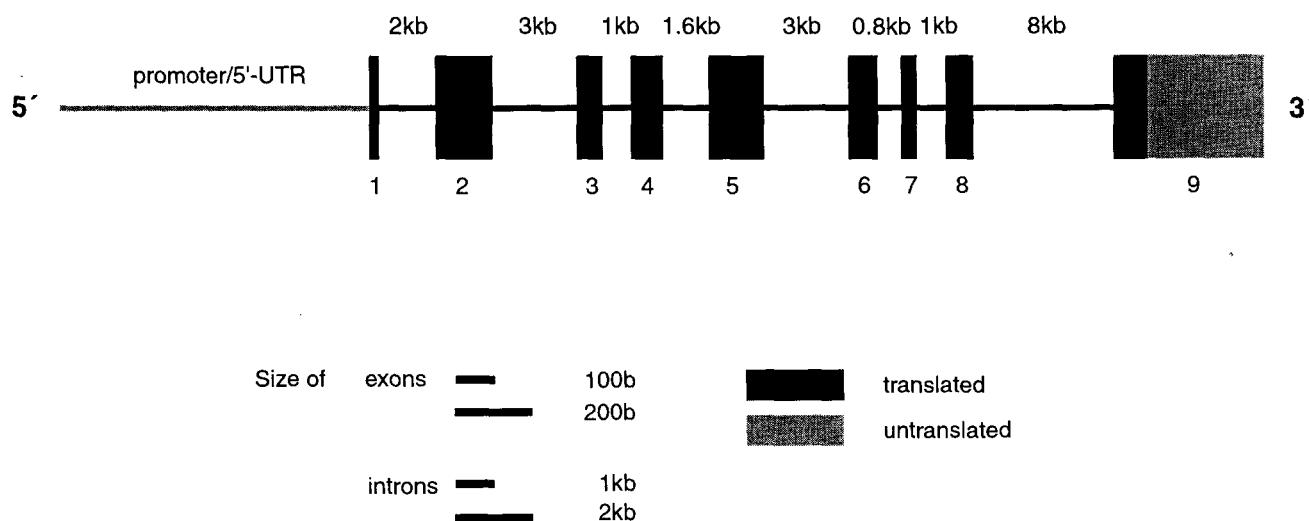 2kb 3kb 1kb 1.6kb 3kb 0.8kb 1kb 8kb
promoter/5'-UTR
5´ 3´
1 2 3 4 5 6 7 8 9
Size of exons 100b translated
200b untranslated
introns 1kb
2kb